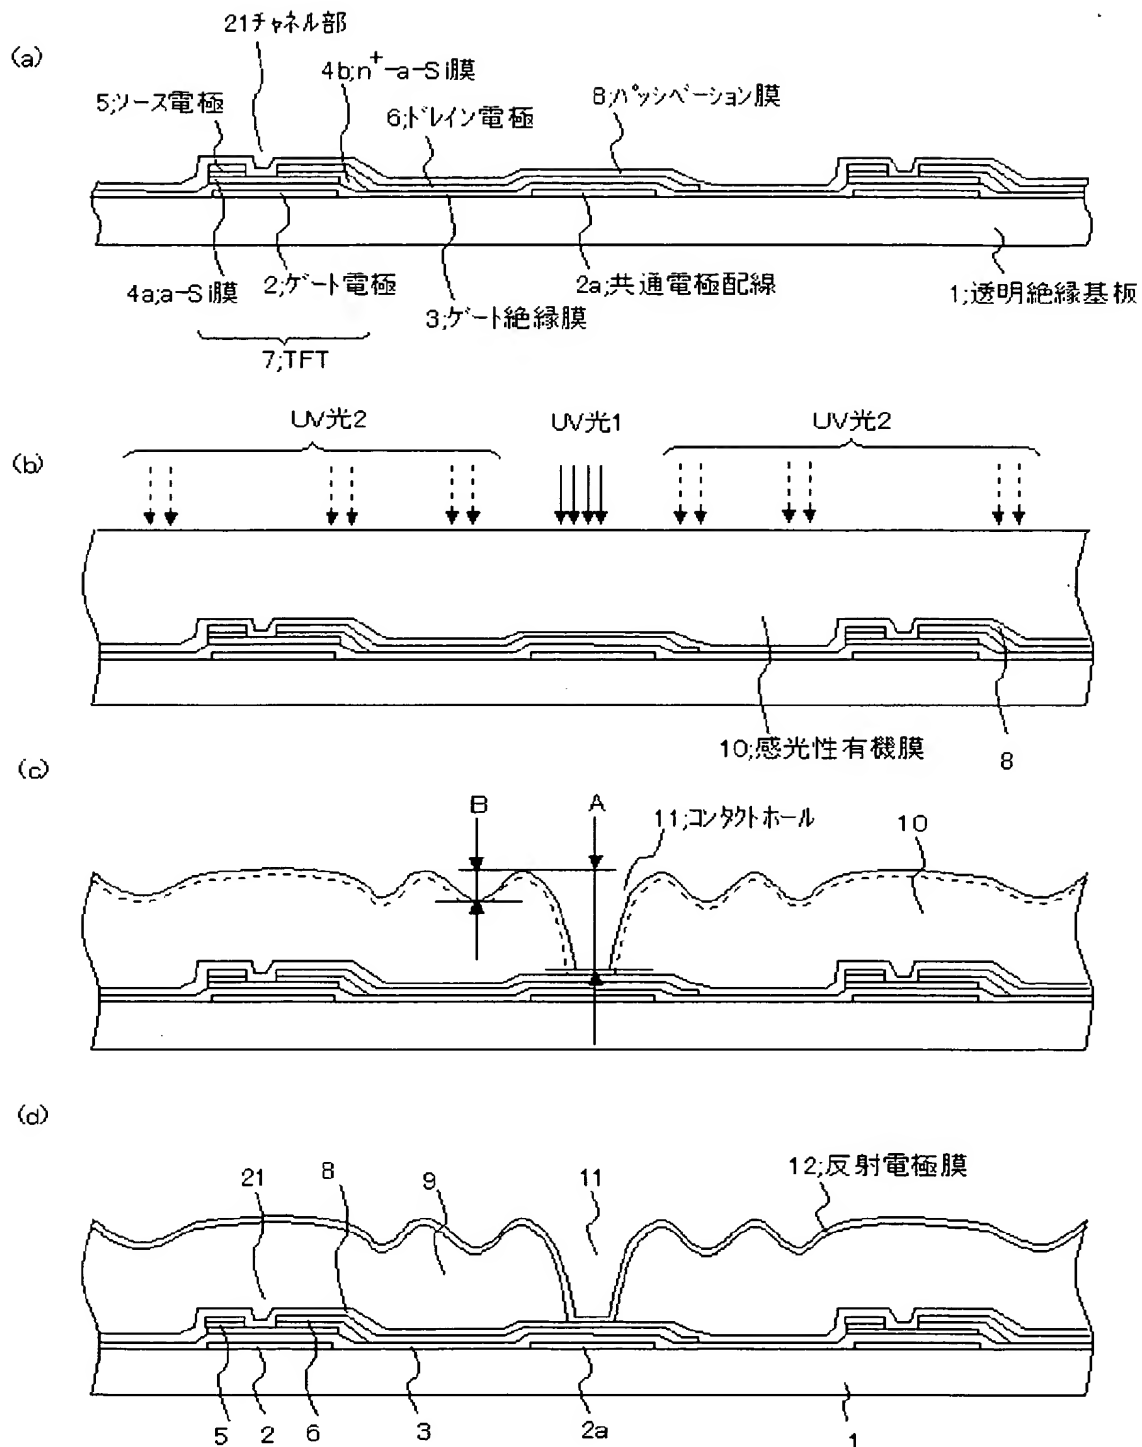 (a)
21チャネル部
4b;n+-a-Si膜
5;ソース電極
6;ドレイン電極
8;パッシベーション膜
4a;a-Si膜
2;ゲート電極
3;ゲート絶縁膜
2a;共通電極配線
1;透明絶縁基板
7;TFT
(b)
UV光2
UV光1
UV光2
10;感光性有機膜
8
(c)
B
A
11;コンタクトホール
10
(d)
21
8
9
11
12;反射電極膜
5
2
6
3
2a
1